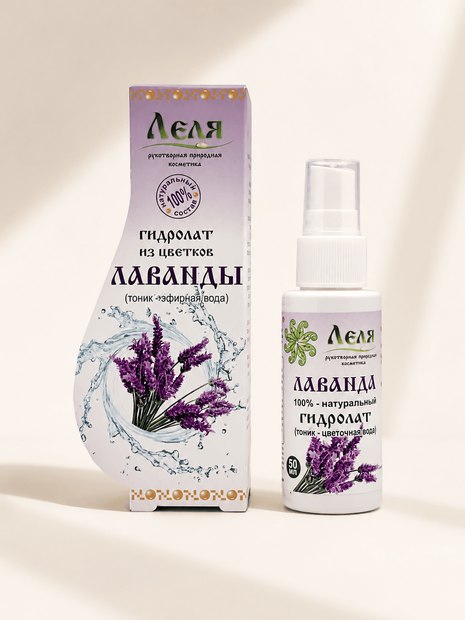 Леля
рукотворная природная
косметика
натуральный
100%
состав
гидролат
из цветков
лаванды
(тоник - эфирная вода)
Леля
рукотворная природная
косметика
лаванда
100% - натуральный
гидролат
(тоник - цветочная вода)
50
МЛ